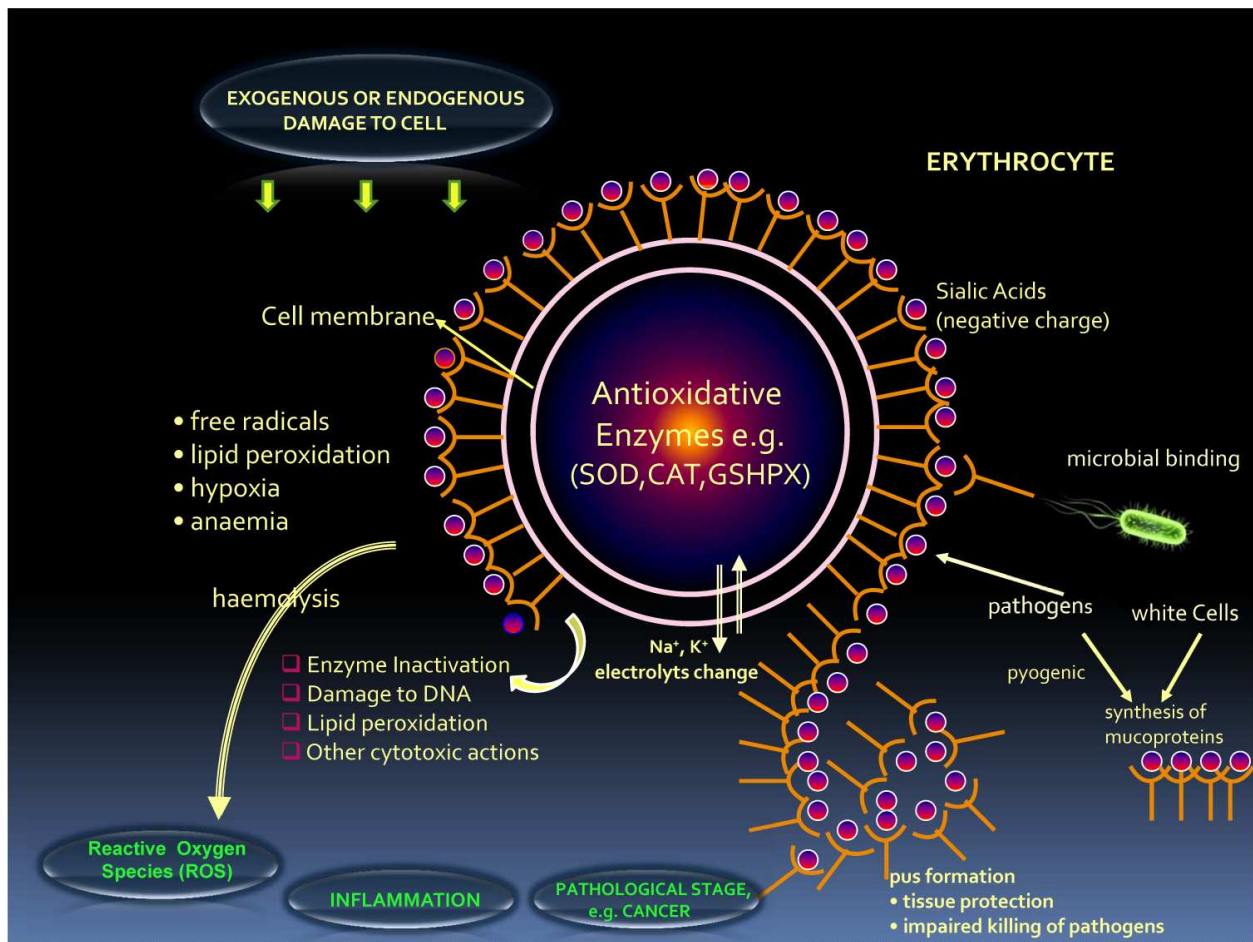 EXOGENOUS OR ENDOGENOUS
DAMAGE TO CELL
ERYTHROCYTE
Sialic Acids
(negative charge)
Cell membrane
Antioxidative
Enzymes e.g.
(SOD,CAT,GSHPX)
• free radicals
• lipid peroxidation
• hypoxia
• anaemia
microbial binding
haemolysis
pathogens
white Cells
Na⁺, K⁺
electrolyts change
❑ Enzyme Inactivation
❑ Damage to DNA
❑ Lipid peroxidation
❑ Other cytotoxic actions
pyogenic
synthesis of
mucoproteins
Reactive Oxygen
Species (ROS)
INFLAMMATION
PATHOLOGICAL STAGE,
e.g. CANCER
pus formation
• tissue protection
• impaired killing of pathogens